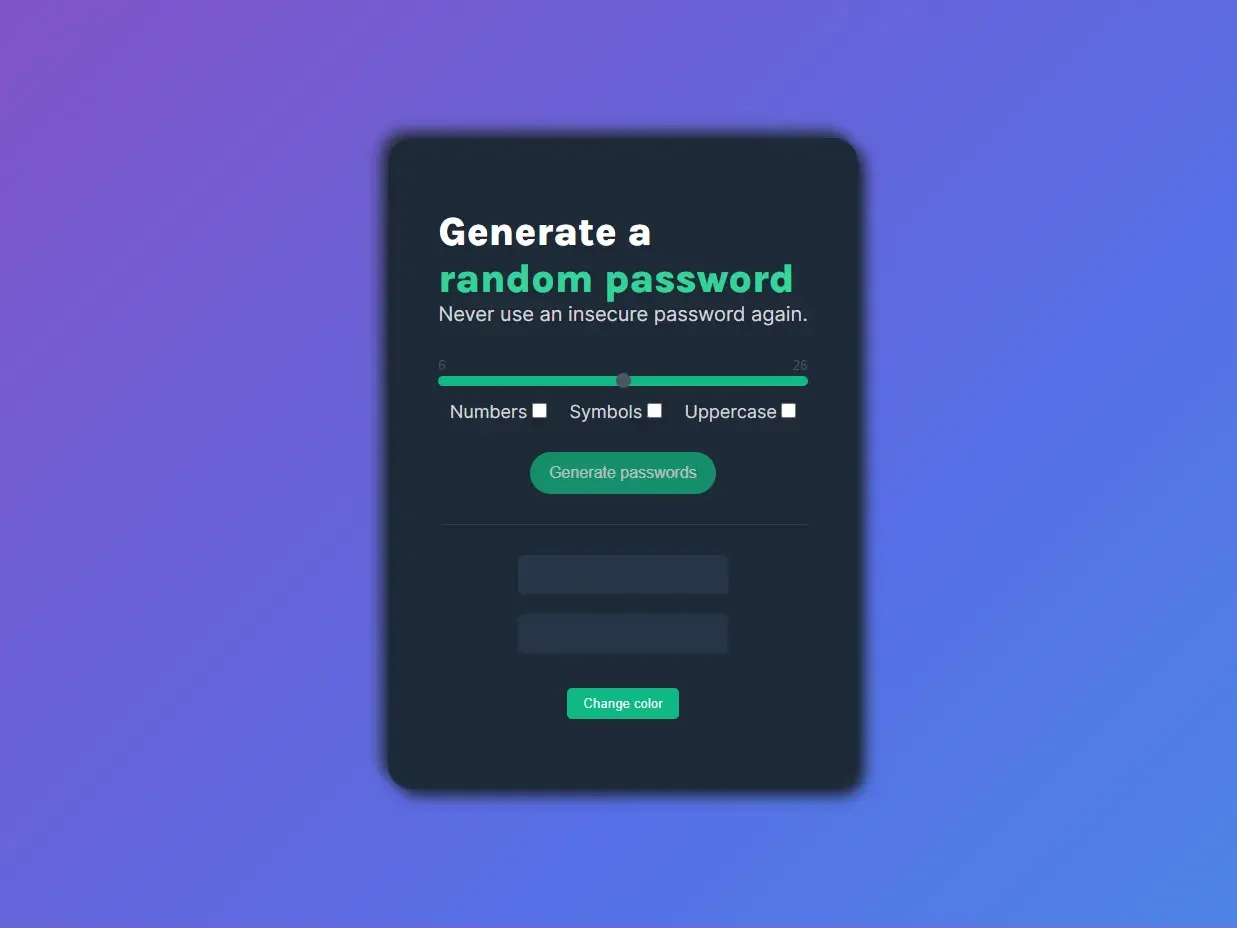 Generate a
random password
Never use an insecure password again.
6 26
Numbers Symbols Uppercase
Generate passwords
Change color